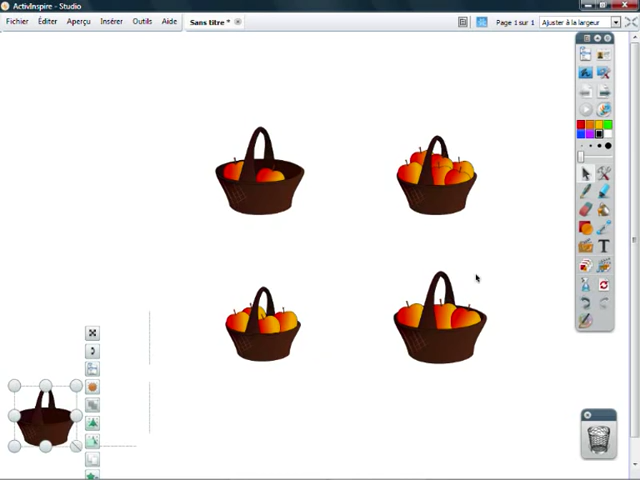 ActivInspire - Studio
Fichier Éditer Aperçu Insérer Outils Aide Sans titre * Page 1 sur 1 Ajuster à la largeur
T